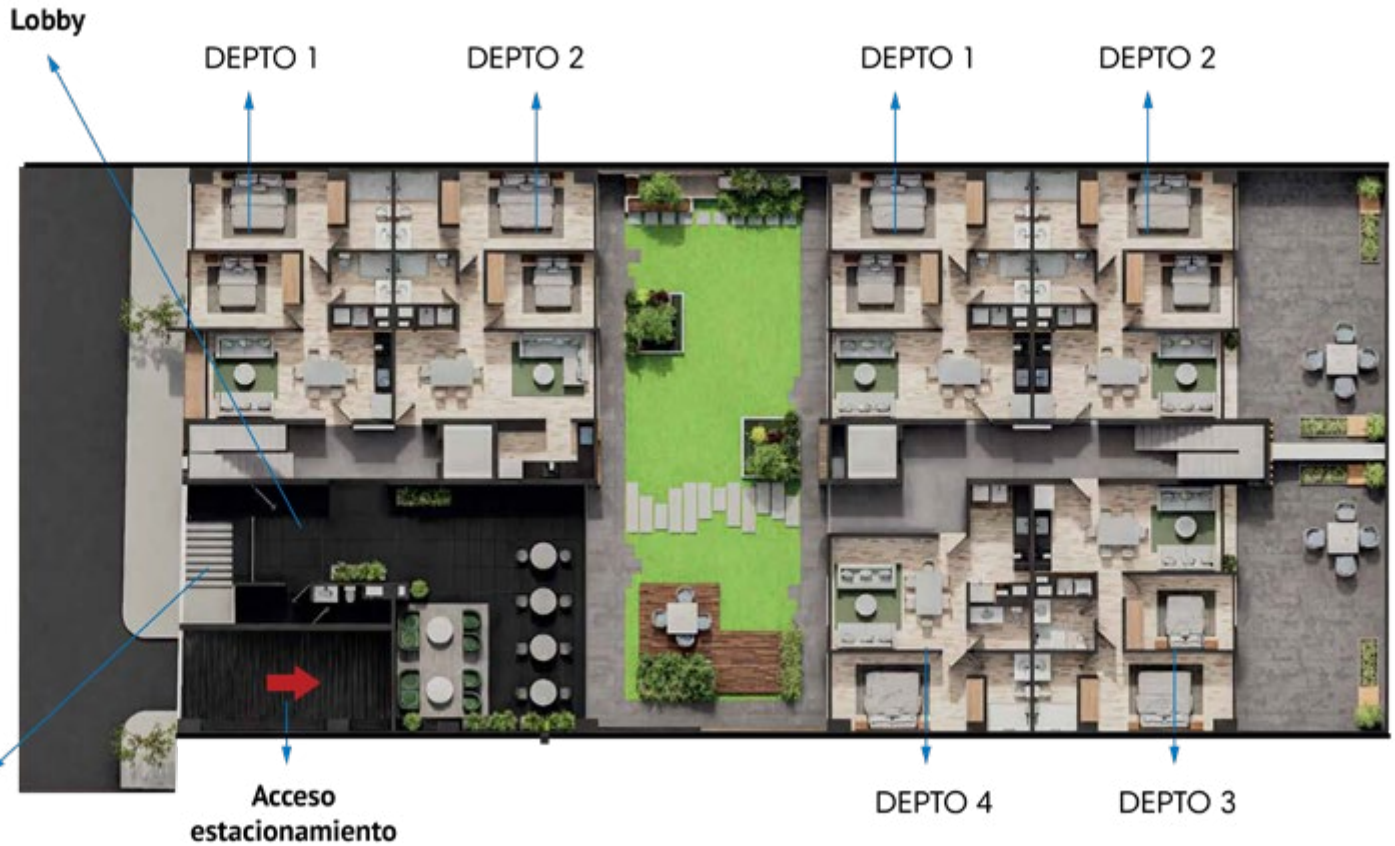 Lobby
DEPTO 1
DEPTO 2
DEPTO 1
DEPTO 2
Acceso
estacionamiento
DEPTO 4
DEPTO 3